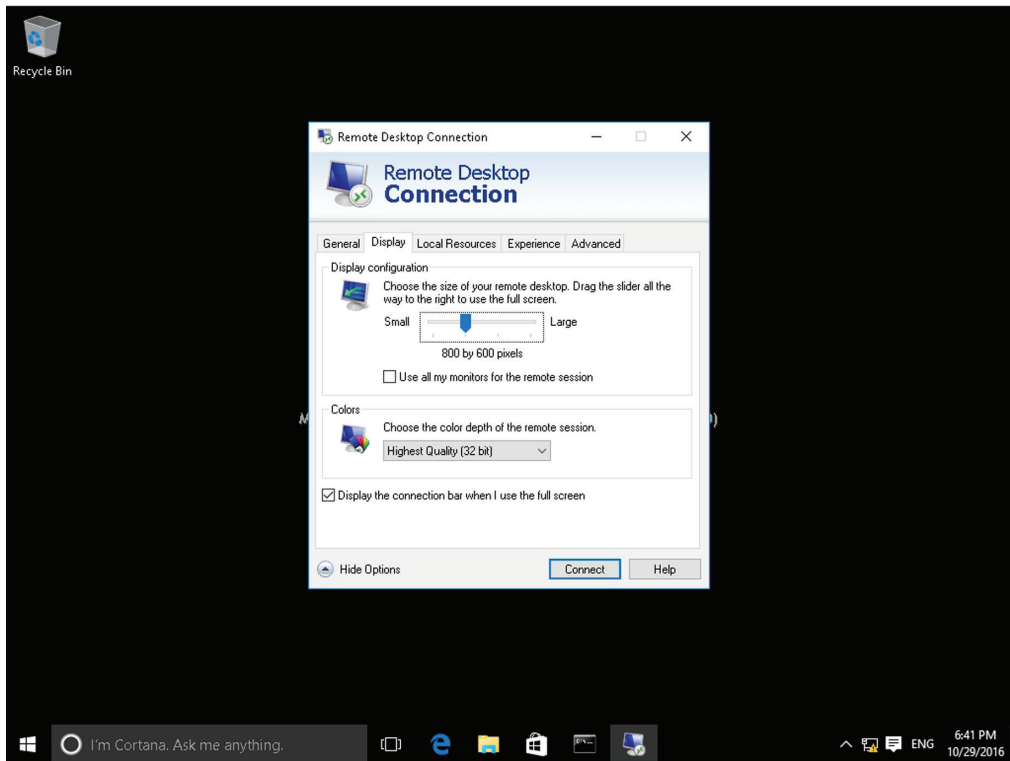 Recycle Bin
Remote Desktop Connection
Remote Desktop
Connection
General Display Local Resources Experience Advanced
Display configuration
Choose the size of your remote desktop. Drag the slider all the
way to the right to use the full screen.
Small Large
800 by 600 pixels
Use all my monitors for the remote session
Colors
Choose the color depth of the remote session.
Highest Quality (32 bit)
Display the connection bar when I use the full screen
Hide Options Connect Help
I'm Cortana. Ask me anything.
ENG
6:41 PM
10/29/2016